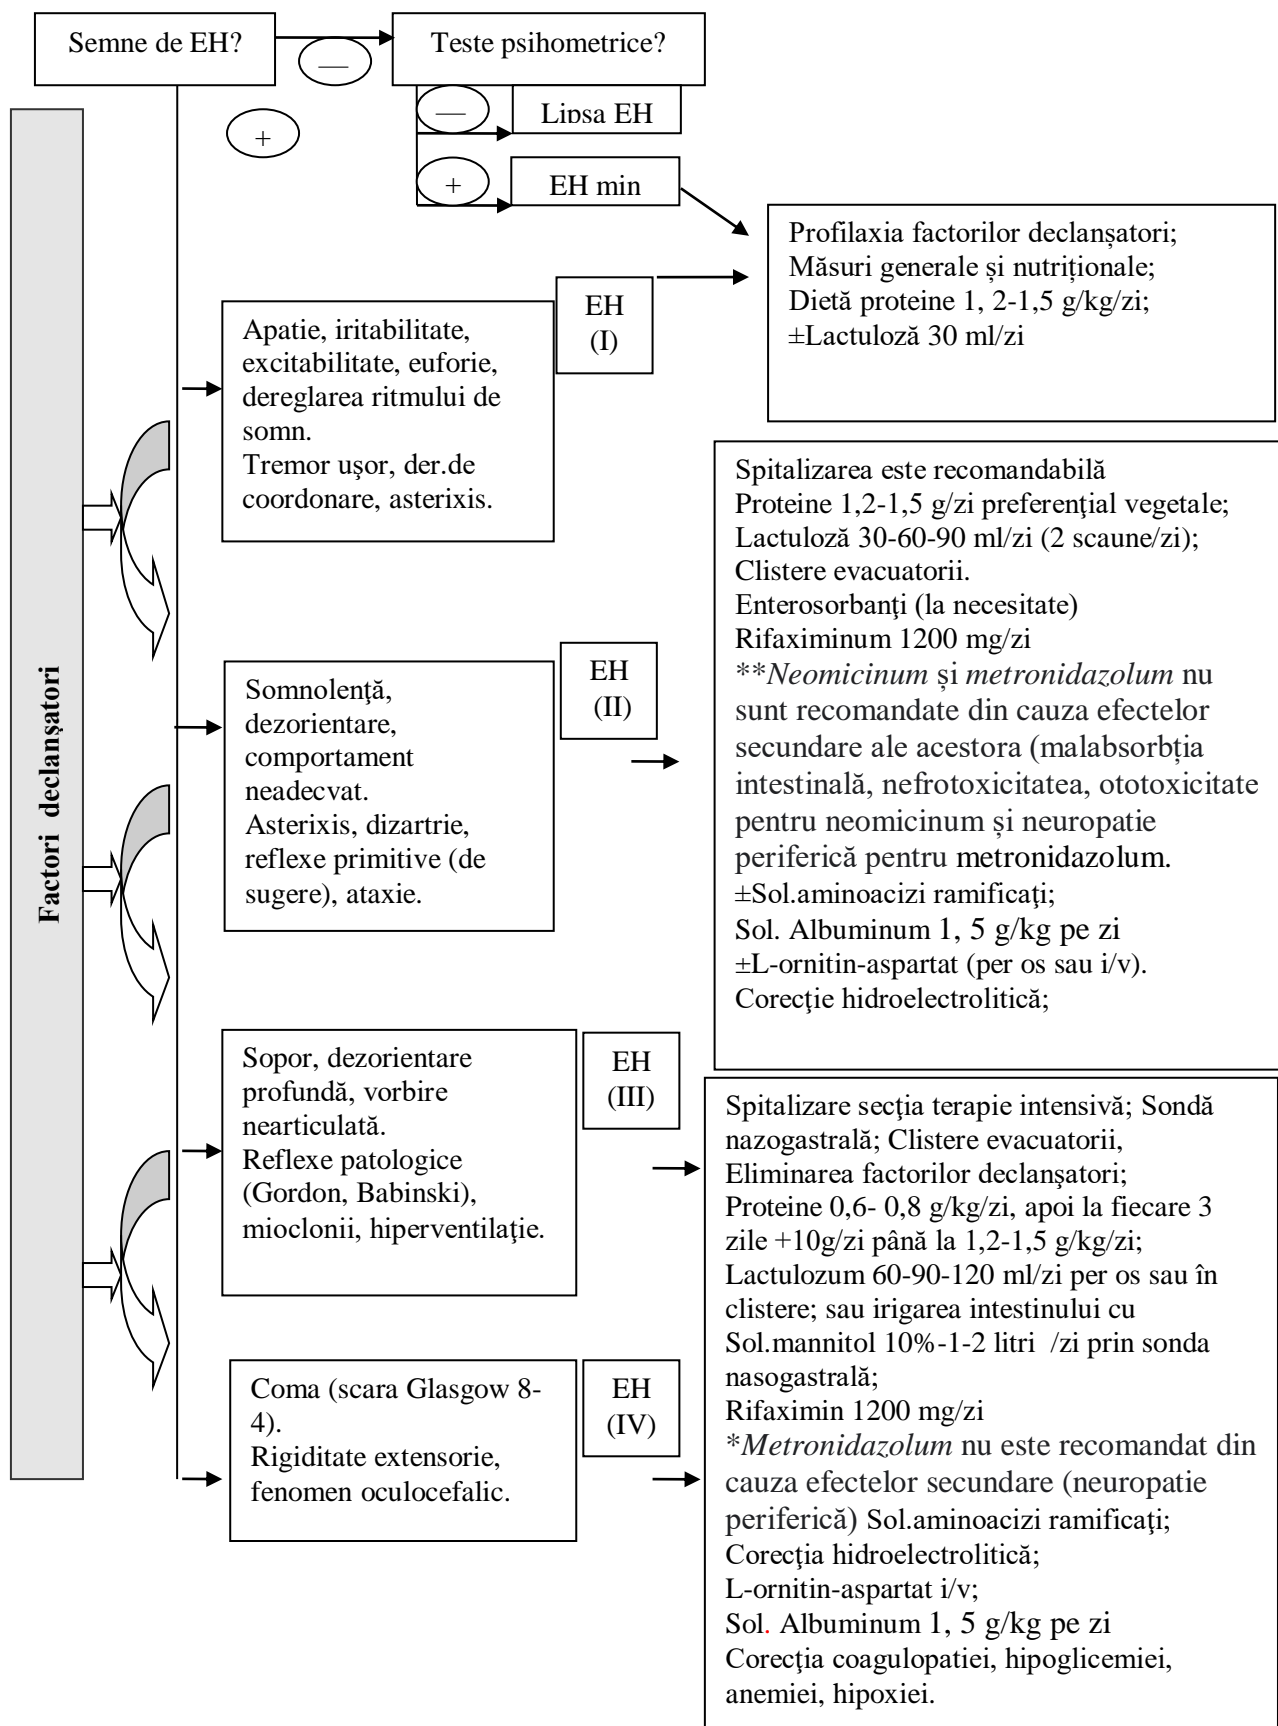 Semne de EH?
—
Teste psihometrice?
+
—
Lipsa EH
+
EH min
Profilaxia factorilor declanșatori;
Măsuri generale și nutriționale;
Dietă proteine 1, 2-1,5 g/kg/zi;
±Lactuloză 30 ml/zi
Factori declanşatori
Apatie, iritabilitate,
excitabilitate, euforie,
dereglarea ritmului de
somn.
Tremor uşor, der.de
coordonare, asterixis.
EH
(I)
Spitalizarea este recomandabilă
Proteine 1,2-1,5 g/zi preferenţial vegetale;
Lactuloză 30-60-90 ml/zi (2 scaune/zi);
Clistere evacuatorii.
Enterosorbanţi (la necesitate)
Rifaximinum 1200 mg/zi
**Neomicinum și metronidazolum nu
sunt recomandate din cauza efectelor
secundare ale acestora (malabsorbția
intestinală, nefrotoxicitatea, ototoxicitate
pentru neomicinum și neuropatie
periferică pentru metronidazolum.
±Sol.aminoacizi ramificaţi;
Sol. Albuminum 1, 5 g/kg pe zi
±L-ornitin-aspartat (per os sau i/v).
Corecţie hidroelectrolitică;
Somnolenţă,
dezorientare,
comportament
neadecvat.
Asterixis, dizartrie,
reflexe primitive (de
sugere), ataxie.
EH
(II)
Sopor, dezorientare
profundă, vorbire
nearticulată.
Reflexe patologice
(Gordon, Babinski),
mioclonii, hiperventilaţie.
EH
(III)
Spitalizare secţia terapie intensivă; Sondă
nazogastrală; Clistere evacuatorii,
Eliminarea factorilor declanşatori;
Proteine 0,6- 0,8 g/kg/zi, apoi la fiecare 3
zile +10g/zi până la 1,2-1,5 g/kg/zi;
Lactulozum 60-90-120 ml/zi per os sau în
clistere; sau irigarea intestinului cu
Sol.mannitol 10%-1-2 litri /zi prin sonda
nasogastrală;
Rifaximin 1200 mg/zi
*Metronidazolum nu este recomandat din
cauza efectelor secundare (neuropatie
periferică) Sol.aminoacizi ramificaţi;
Corecţia hidroelectrolitică;
L-ornitin-aspartat i/v;
Sol. Albuminum 1, 5 g/kg pe zi
Corecţia coagulopatiei, hipoglicemiei,
anemiei, hipoxiei.
Coma (scara Glasgow 8-
4).
Rigiditate extensorie,
fenomen oculocefalic.
EH
(IV)